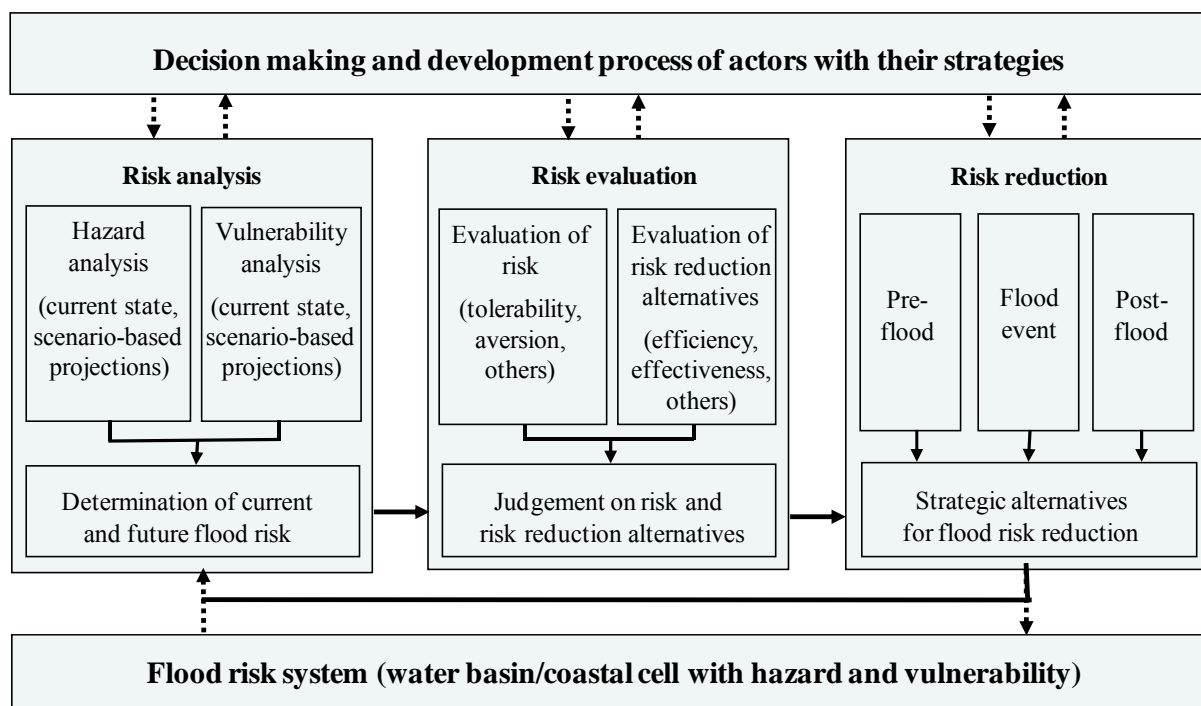 Decision making and development process of actors with their strategies
Risk analysis
Hazard
analysis
(current state,
scenario-based
projections)
Vulnerability
analysis
(current state,
scenario-based
projections)
Determination of current
and future flood risk
Risk evaluation
Evaluation of
risk
(tolerability,
aversion,
others)
Evaluation of
risk reduction
alternatives
(efficiency,
effectiveness,
others)
Judgement on risk and
risk reduction alternatives
Risk reduction
Pre-
flood
Flood
event
Post-
flood
Strategic alternatives
for flood risk reduction
Flood risk system (water basin/coastal cell with hazard and vulnerability)